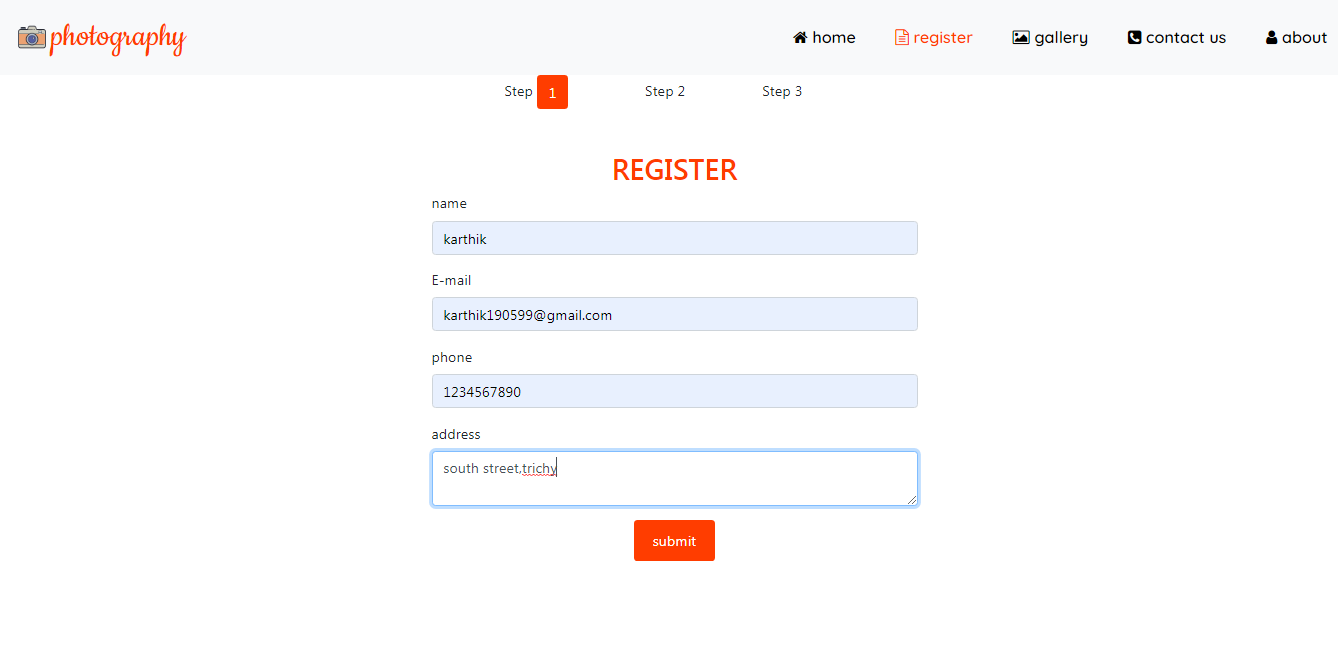 photography home register gallery contact us about
Step 1 Step 2 Step 3
REGISTER
name
karthik
E-mail
karthik190599@gmail.com
phone
1234567890
address
south street,trichy
submit